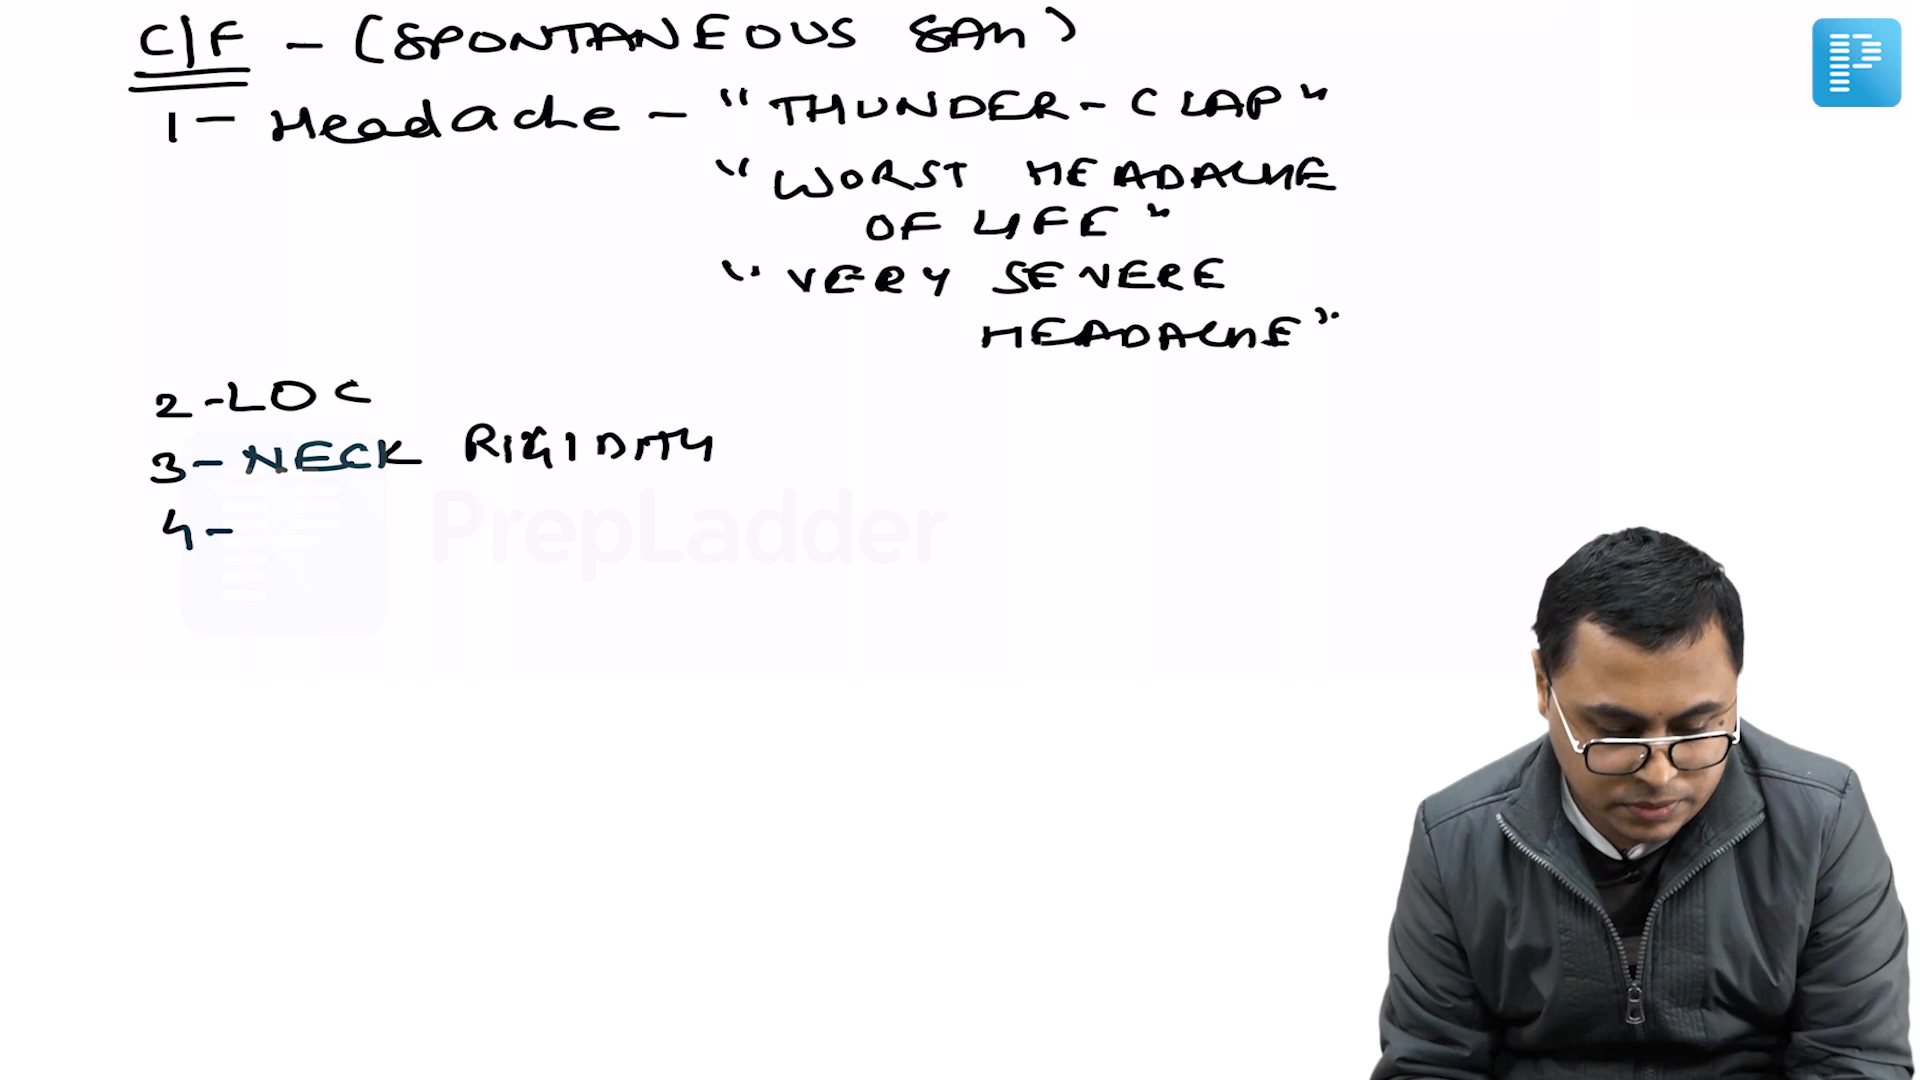 C/F - (SPONTANEOUS SAH)
1 - Headache - "THUNDER-CLAP"
"WORST HEADACHE
OF LIFE"
"VERY SEVERE
HEADACHE"
2 - LOC
3 - NECK RIGIDITY
4 -
PrepLadder